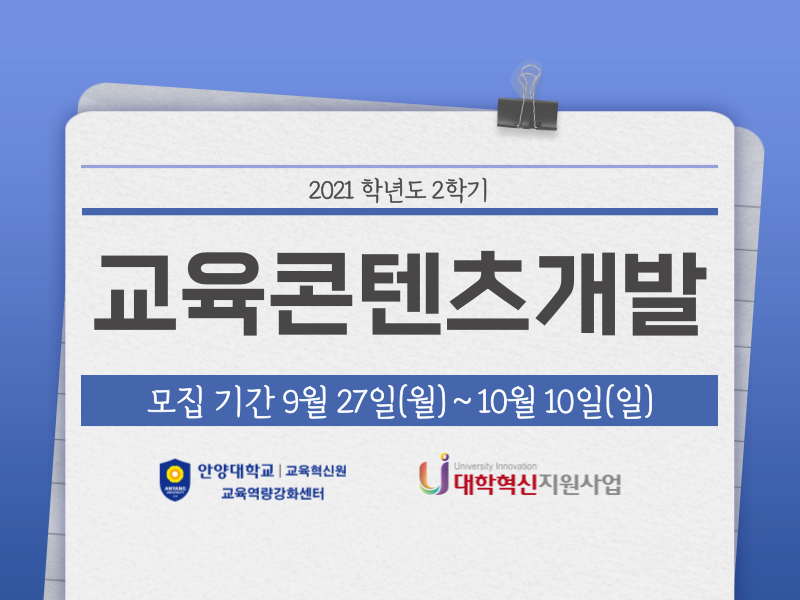 2021 학년도 2학기
교육콘텐츠개발
모집 기간 9월 27일(월) ~ 10월 10일(일)
안양대학교 | 교육혁신원
교육역량강화센터
ANYANG
UNIVERSITY
University Innovation
대학혁신지원사업